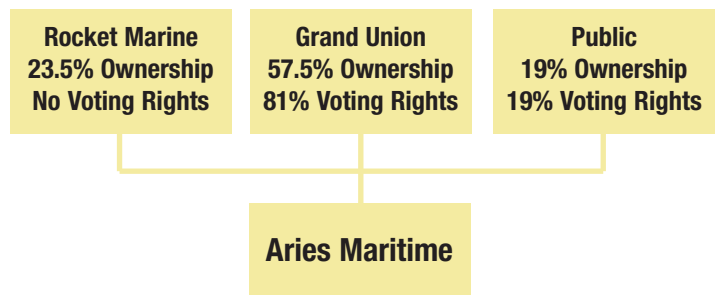 Rocket Marine
23.5% Ownership
No Voting Rights
Grand Union
57.5% Ownership
81% Voting Rights
Public
19% Ownership
19% Voting Rights
Aries Maritime